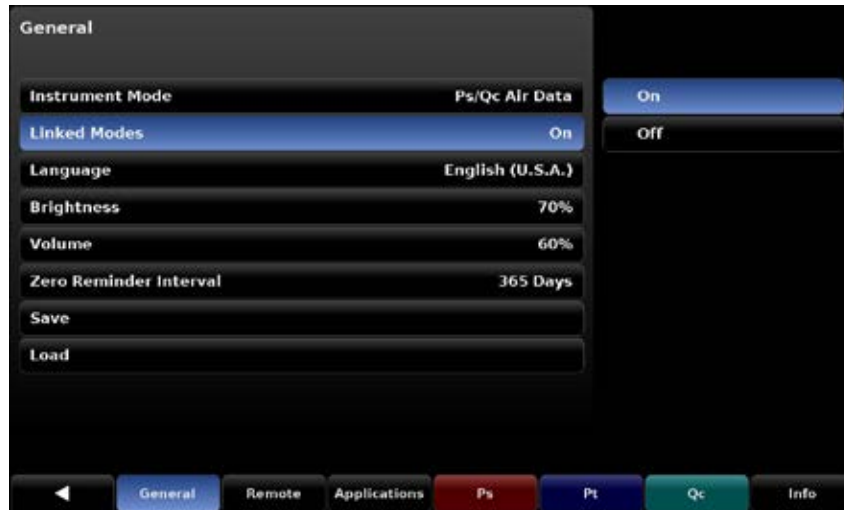 General
Instrument Mode Ps/Qc Air Data
Linked Modes On
Language English (U.S.A.)
Brightness 70%
Volume 60%
Zero Reminder Interval 365 Days
Save
Load
On
Off
General Remote Applications Ps Pt Qc Info